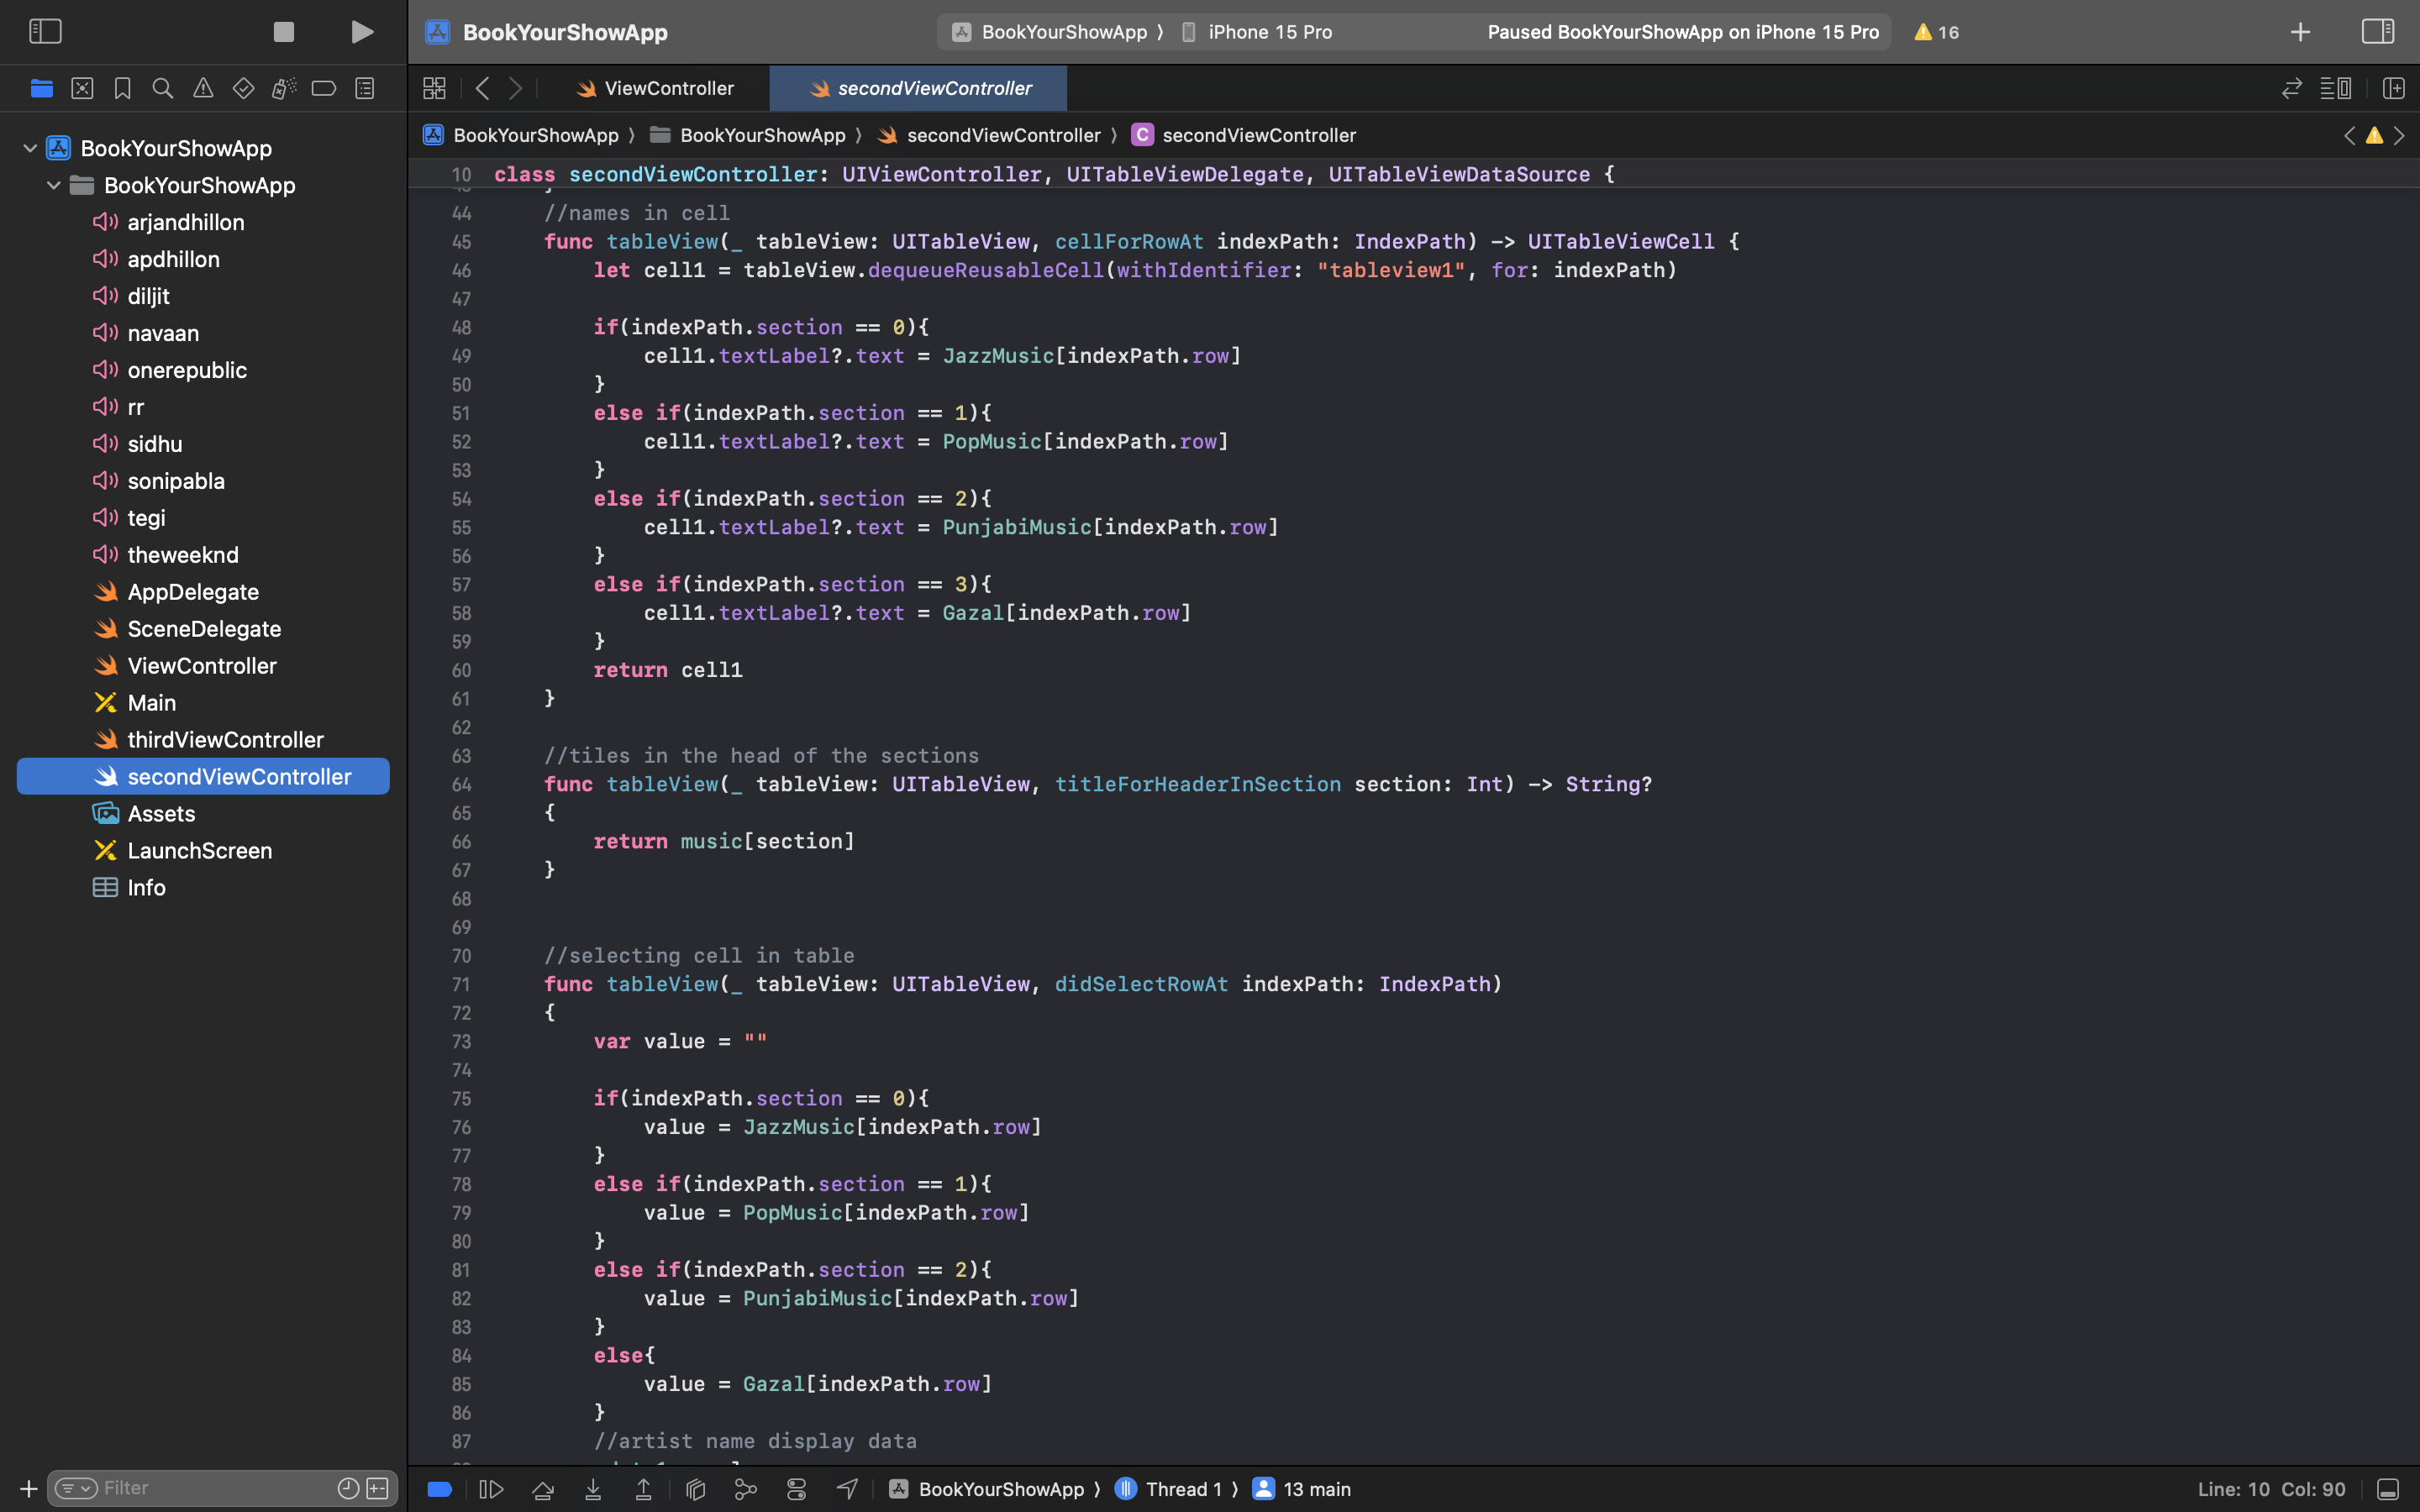 BookYourShowApp
BookYourShowApp
iPhone 15 Pro
Paused BookYourShowApp on iPhone 15 Pro
16
ViewController
secondViewController
BookYourShowApp
BookYourShowApp
secondViewController
C
secondViewController
BookYourShowApp
BookYourShowApp
arjandhillon
apdhillon
diljit
navaan
onerepublic
rr
sidhu
sonipabla
tegi
theweeknd
AppDelegate
SceneDelegate
ViewController
Main
thirdViewController
secondViewController
Assets
LaunchScreen
Info
Filter
10 class secondViewController: UIViewController, UITableViewDelegate, UITableViewDataSource {
44     //names in cell
45     func tableView(_ tableView: UITableView, cellForRowAt indexPath: IndexPath) -> UITableViewCell {
46         let cell1 = tableView.dequeueReusableCell(withIdentifier: "tableview1", for: indexPath)
47
48         if(indexPath.section == 0){
49             cell1.textLabel?.text = JazzMusic[indexPath.row]
50         }
51         else if(indexPath.section == 1){
52             cell1.textLabel?.text = PopMusic[indexPath.row]
53         }
54         else if(indexPath.section == 2){
55             cell1.textLabel?.text = PunjabiMusic[indexPath.row]
56         }
57         else if(indexPath.section == 3){
58             cell1.textLabel?.text = Gazal[indexPath.row]
59         }
60         return cell1
61     }
62
63     //tiles in the head of the sections
64     func tableView(_ tableView: UITableView, titleForHeaderInSection section: Int) -> String?
65     {
66         return music[section]
67     }
68
69
70     //selecting cell in table
71     func tableView(_ tableView: UITableView, didSelectRowAt indexPath: IndexPath)
72     {
73         var value = ""
74
75         if(indexPath.section == 0){
76             value = JazzMusic[indexPath.row]
77         }
78         else if(indexPath.section == 1){
79             value = PopMusic[indexPath.row]
80         }
81         else if(indexPath.section == 2){
82             value = PunjabiMusic[indexPath.row]
83         }
84         else{
85             value = Gazal[indexPath.row]
86         }
87         //artist name display data
BookYourShowApp
Thread 1
13 main
Line: 10 Col: 90